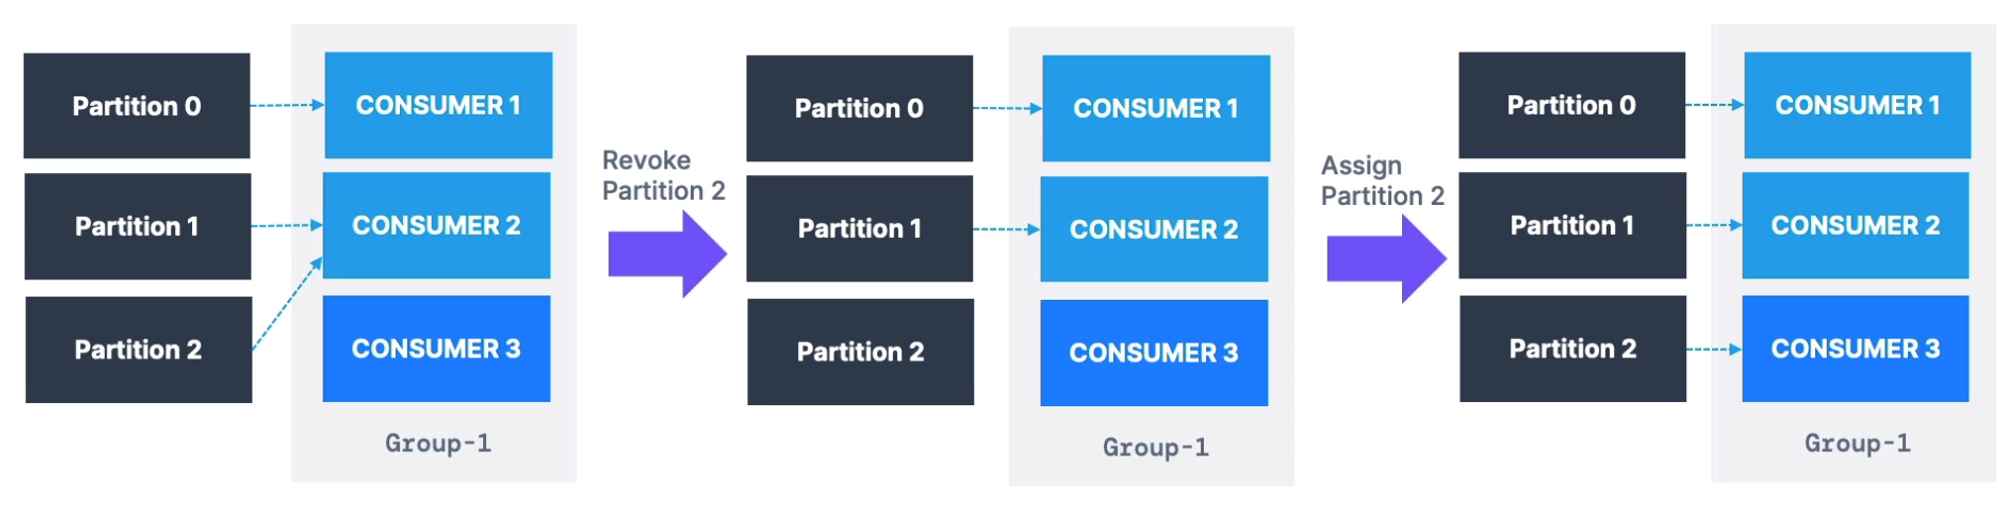 Partition 0
CONSUMER 1
Partition 1
CONSUMER 2
Partition 2
CONSUMER 3
Group-1
Revoke
Partition 2
Partition 0
CONSUMER 1
Partition 1
CONSUMER 2
Partition 2
CONSUMER 3
Group-1
Assign
Partition 2
Partition 0
CONSUMER 1
Partition 1
CONSUMER 2
Partition 2
CONSUMER 3
Group-1